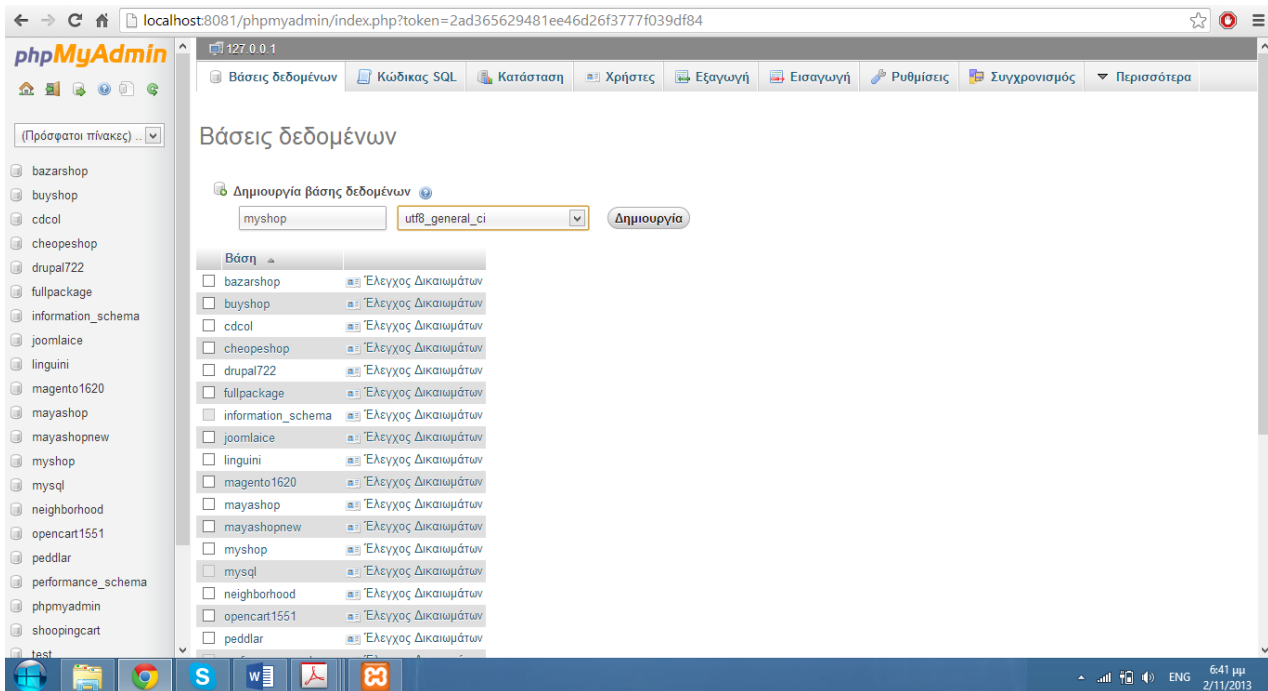 localhost:8081/phpmyadmin/index.php?token=2ad365629481ee46d26f3777f039df84
phpMyAdmin
(Πρόσφατοι πίνακες) ..
bazarshop
buyshop
cdcol
cheopeshop
drupal722
fullpackage
information_schema
joomlaice
linguini
magento1620
mayashop
mayashopnew
myshop
mysql
neighborhood
opencart1551
peddlar
performance_schema
phpmyadmin
shoopingcart
test
127.0.0.1
Βάσεις δεδομένων Κώδικας SQL Κατάσταση Χρήστες Εξαγωγή Εισαγωγή Ρυθμίσεις Συγχρονισμός Περισσότερα
Βάσεις δεδομένων
Δημιουργία βάσης δεδομένων
myshop utf8_general_ci Δημιουργία
Βάση
bazarshop Έλεγχος Δικαιωμάτων
buyshop Έλεγχος Δικαιωμάτων
cdcol Έλεγχος Δικαιωμάτων
cheopeshop Έλεγχος Δικαιωμάτων
drupal722 Έλεγχος Δικαιωμάτων
fullpackage Έλεγχος Δικαιωμάτων
information_schema Έλεγχος Δικαιωμάτων
joomlaice Έλεγχος Δικαιωμάτων
linguini Έλεγχος Δικαιωμάτων
magento1620 Έλεγχος Δικαιωμάτων
mayashop Έλεγχος Δικαιωμάτων
mayashopnew Έλεγχος Δικαιωμάτων
myshop Έλεγχος Δικαιωμάτων
mysql Έλεγχος Δικαιωμάτων
neighborhood Έλεγχος Δικαιωμάτων
opencart1551 Έλεγχος Δικαιωμάτων
peddlar Έλεγχος Δικαιωμάτων
ENG
6:41 μμ
2/11/2013